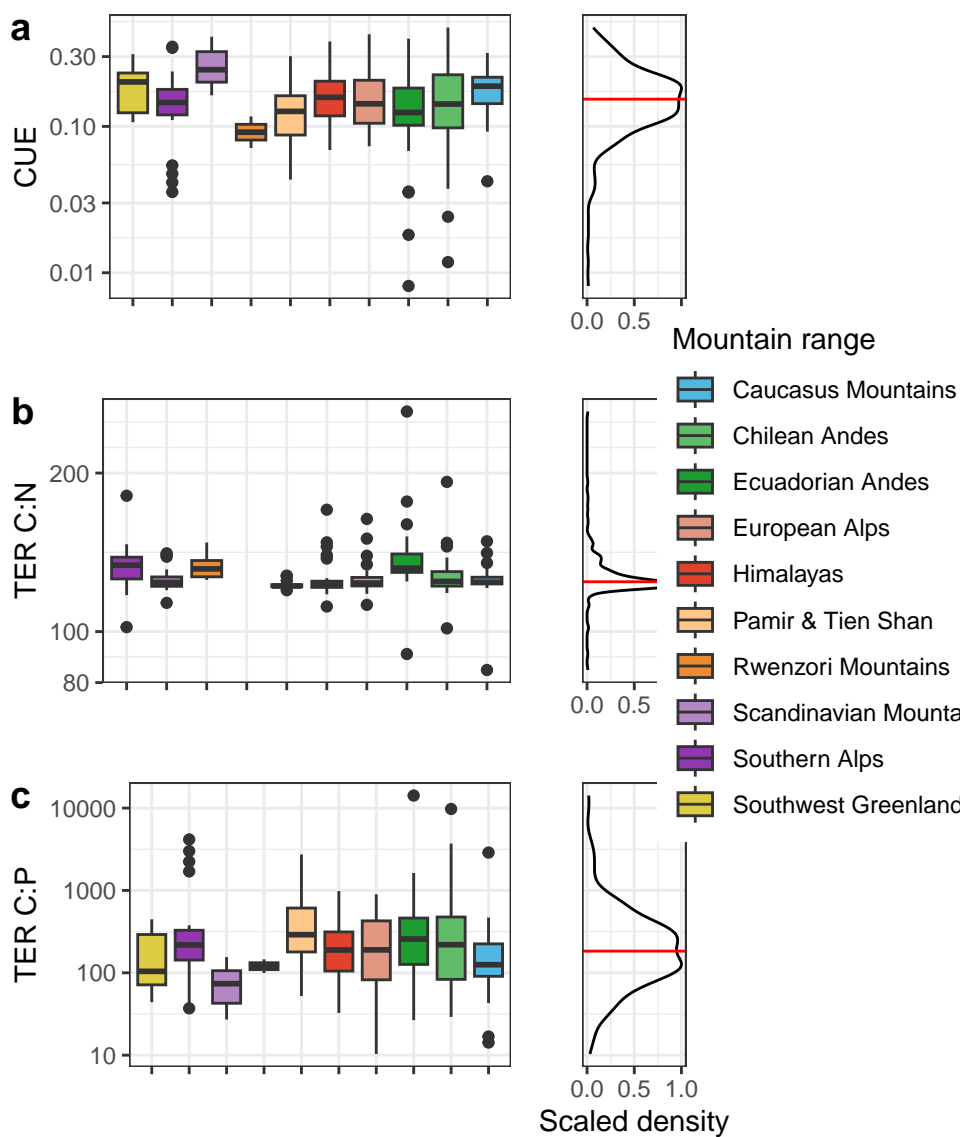 a
CUE
0.30
0.10
0.03
0.01
0.0 0.5
Mountain range
Caucasus Mountains
Chilean Andes
Ecuadorian Andes
European Alps
Himalayas
Pamir & Tien Shan
Rwenzori Mountains
Scandinavian Mounta
Southern Alps
Southwest Greenland
b
TER C:N
200
100
80
0.0 0.5
c
TER C:P
10000
1000
100
10
0.0 0.5 1.0
Scaled density